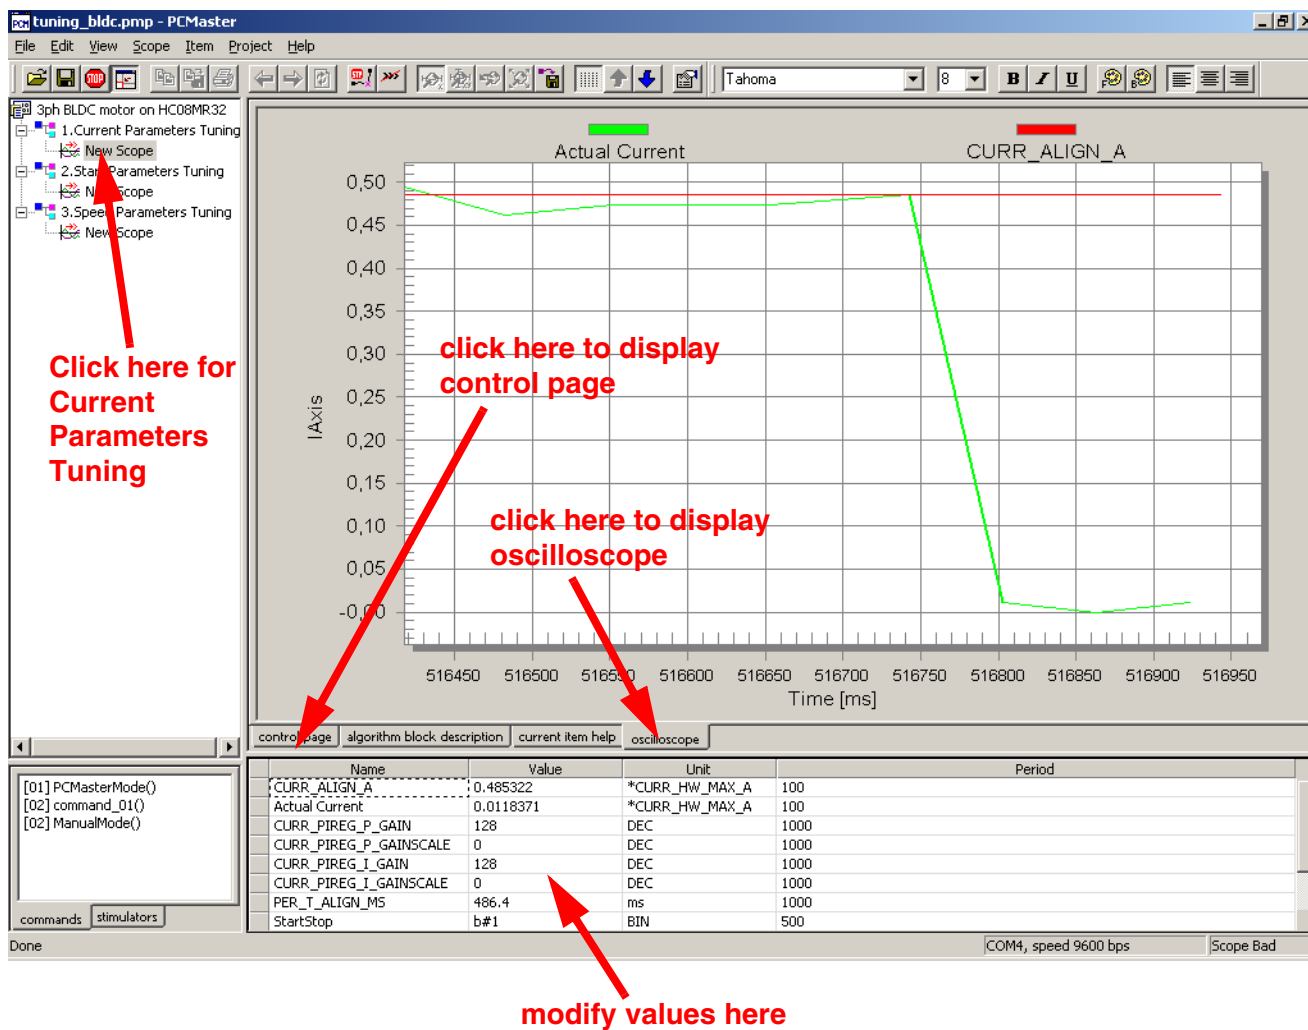 tuning_bldc.pmp - PCMaster
File Edit View Scope Item Project Help
Tahoma 8 B I U
3ph BLDC motor on HC08MR32
1.Current Parameters Tuning
New Scope
2.Start Parameters Tuning
New Scope
3.Speed Parameters Tuning
New Scope
Click here for
Current
Parameters
Tuning
Actual Current CURR_ALIGN_A
0,50
0,45
0,40
0,35
0,30
0,25
0,20
0,15
0,10
0,05
-0,00
IAxis
click here to display
control page
click here to display
oscilloscope
516450 516500 516550 516600 516650 516700 516750 516800 516850 516900 516950
Time [ms]
control page algorithm block description current item help oscilloscope
[01] PCMasterMode()
[02] command_01()
[02] ManualMode()
commands stimulators
Name Value Unit Period
CURR_ALIGN_A 0.485322 *CURR_HW_MAX_A 100
Actual Current 0.0118371 *CURR_HW_MAX_A 100
CURR_PIREG_P_GAIN 128 DEC 1000
CURR_PIREG_P_GAINSCALE 0 DEC 1000
CURR_PIREG_I_GAIN 128 DEC 1000
CURR_PIREG_I_GAINSCALE 0 DEC 1000
PER_T_ALIGN_MS 486.4 ms 1000
StartStop b#1 BIN 500
Done COM4, speed 9600 bps Scope Bad
modify values here